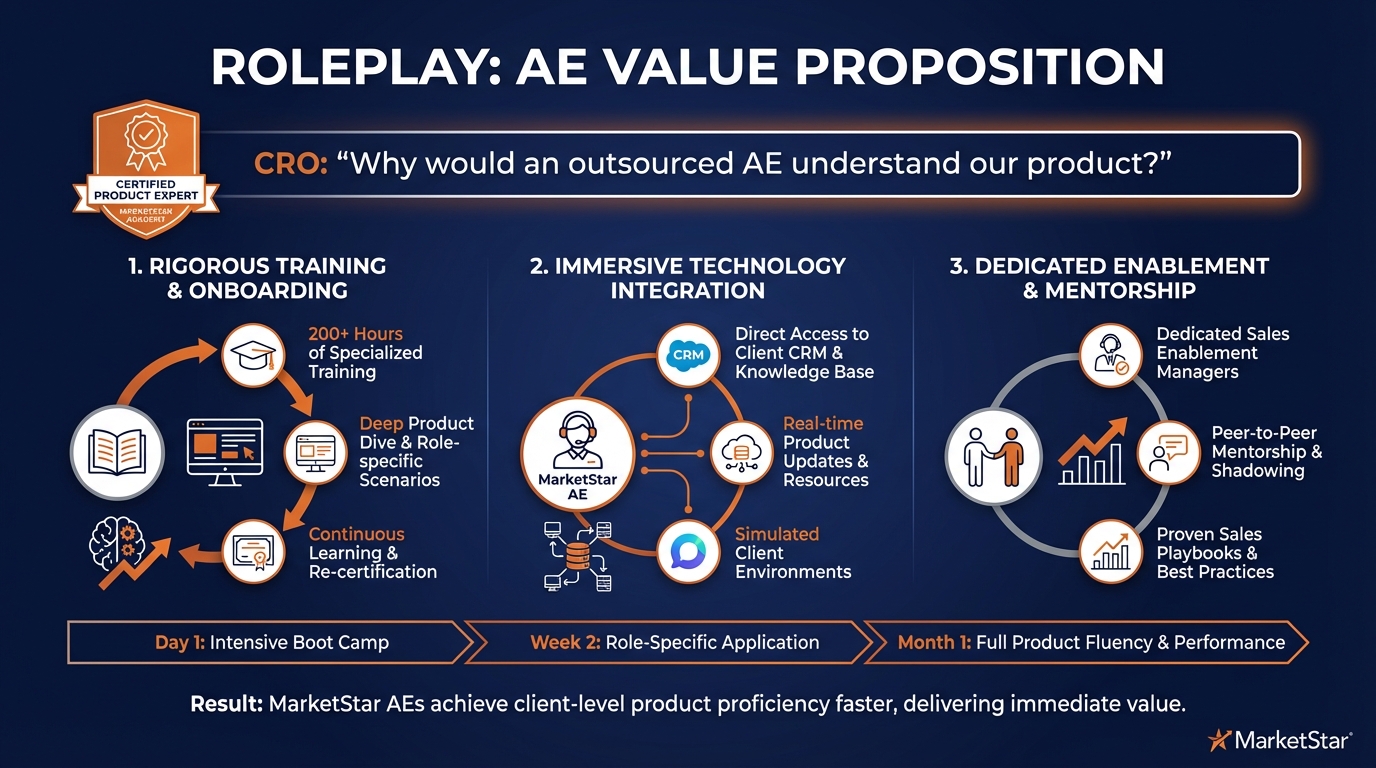 ROLEPLAY: AE VALUE PROPOSITION
CERTIFIED
PRODUCT EXPERT
CRO: “Why would an outsourced AE understand our product?”
1. RIGOROUS TRAINING
& ONBOARDING
200+ Hours
of Specialized
Training
Deep Product
Dive & Role-
specific
Scenarios
Continuous
Learning &
Re-certification
2. IMMERSIVE TECHNOLOGY
INTEGRATION
CRM
Direct Access to
Client CRM &
Knowledge Base
MarketStar
AE
Real-time
Product
Updates &
Resources
Simulated
Client
Environments
3. DEDICATED ENABLEMENT
& MENTORSHIP
Dedicated Sales
Enablement
Managers
Peer-to-Peer
Mentorship &
Shadowing
Proven Sales
Playbooks &
Best Practices
Day 1: Intensive Boot Camp
Week 2: Role-Specific Application
Month 1: Full Product Fluency & Performance
Result: MarketStar AEs achieve client-level product proficiency faster, delivering immediate value.
MarketStar